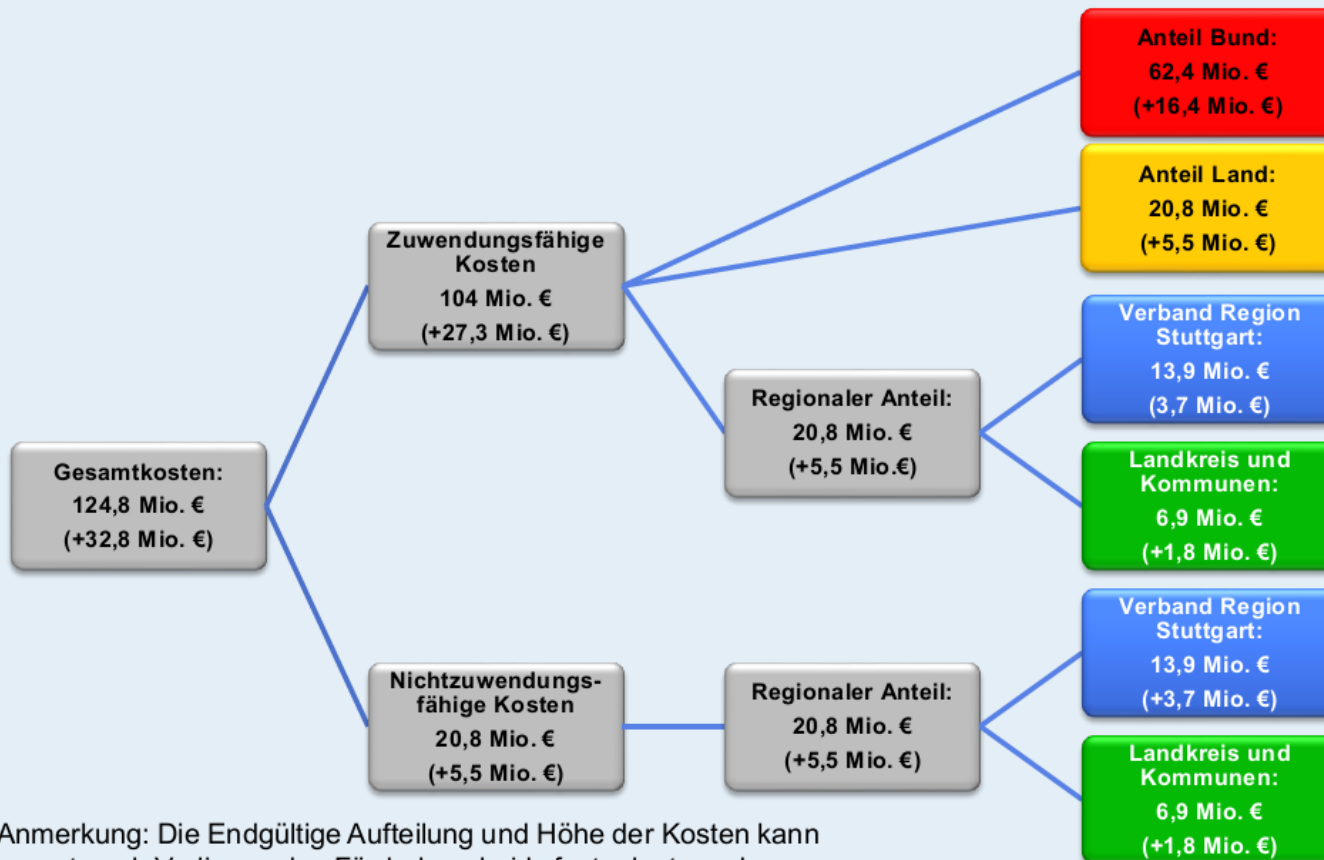 Anteil Bund:
62,4 Mio. €
(+16,4 Mio. €)
Anteil Land:
20,8 Mio. €
(+5,5 Mio. €)
Zuwendungsfähige
Kosten
104 Mio. €
(+27,3 Mio. €)
Verband Region
Stuttgart:
13,9 Mio. €
(3,7 Mio. €)
Regionaler Anteil:
20,8 Mio. €
(+5,5 Mio.€)
Landkreis und
Kommunen:
6,9 Mio. €
(+1,8 Mio. €)
Gesamtkosten:
124,8 Mio. €
(+32,8 Mio. €)
Verband Region
Stuttgart:
13,9 Mio. €
(+3,7 Mio. €)
Nichtzuwendungs-
fähige Kosten
20,8 Mio. €
(+5,5 Mio. €)
Regionaler Anteil:
20,8 Mio. €
(+5,5 Mio. €)
Landkreis und
Kommunen:
6,9 Mio. €
(+1,8 Mio. €)
Anmerkung: Die Endgültige Aufteilung und Höhe der Kosten kann